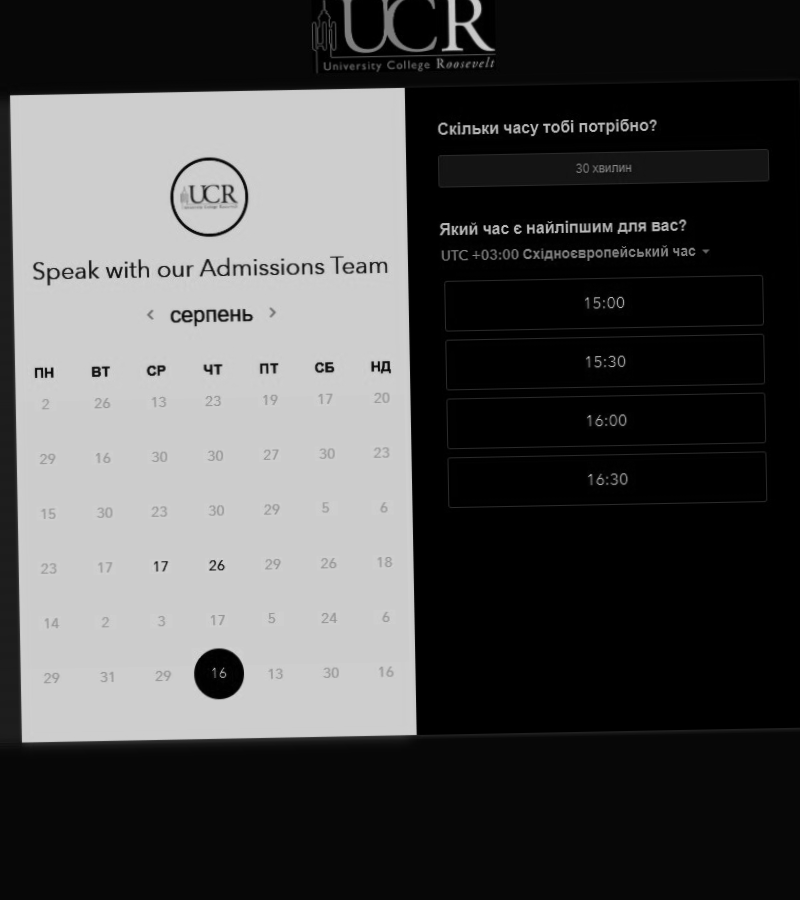 UCR
University College Roosevelt
UCR
University College Roosevelt
Speak with our Admissions Team
< серпень >
ПН ВТ СР ЧТ ПТ СБ НД
2 26 13 23 19 17 20
29 16 30 30 27 30 23
15 30 23 30 29 5 6
23 17 17 26 29 26 18
14 2 3 17 5 24 6
29 31 29 16 13 30 16
Скільки часу тобі потрібно?
30 хвилин
Який час є найліпшим для вас?
UTC +03:00 Східноєвропейський час
15:00
15:30
16:00
16:30